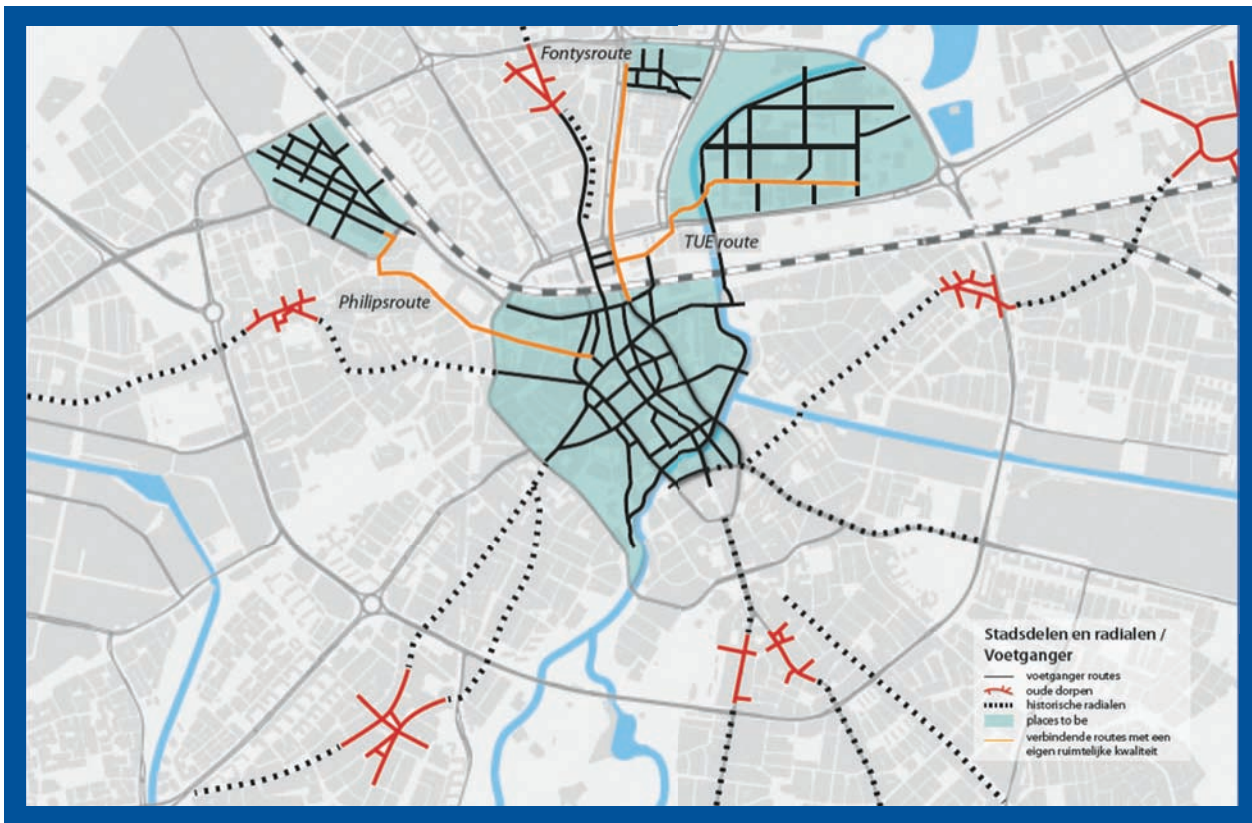 Fontysroute
TUE route
Philipsroute
Stadsdelen en radialen /
Voetganger
voetganger routes
oude dorpen
historische radialen
places to be
verbindende routes met een
eigen ruimtelijke kwaliteit